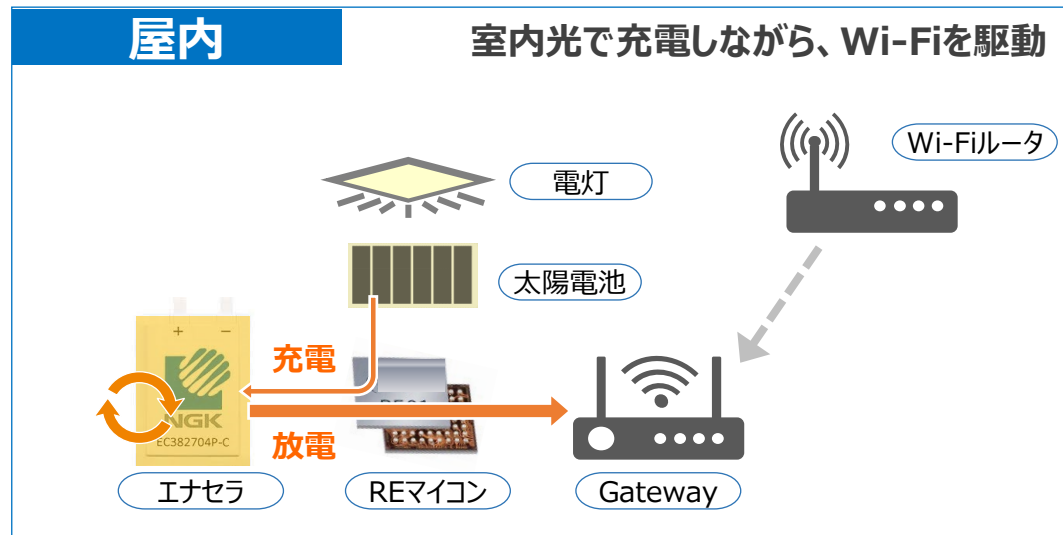 屋内
室内光で充電しながら、Wi-Fiを駆動
Wi-Fiルータ
電灯
太陽電池
+ −
充電
NGK
EC382704P-C
放電
エナセラ
REマイコン
Gateway